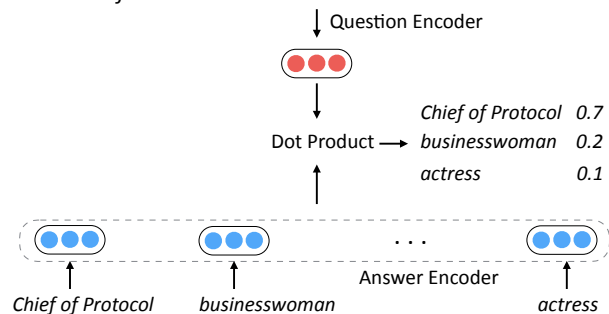 Question Encoder
Chief of Protocol 0.7
Dot Product businesswoman 0.2
actress 0.1
. . .
Answer Encoder
Chief of Protocol businesswoman actress